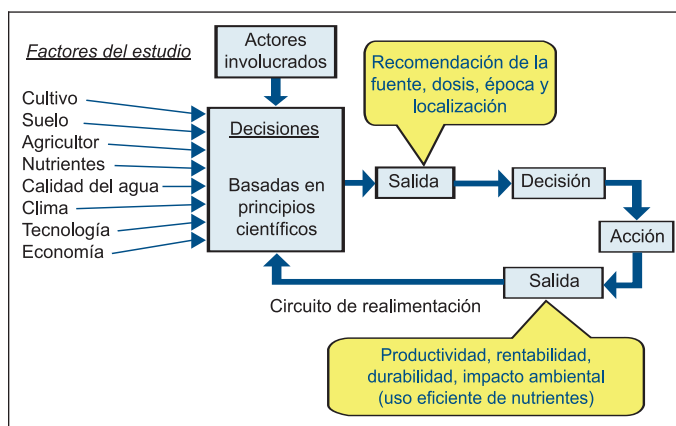 Factores del estudio
Actores
involucrados
Recomendación de la
fuente, dosis, época y
localización
Cultivo
Suelo
Agricultor
Nutrientes
Calidad del agua
Clima
Tecnología
Economía
Decisiones
Basadas en
principios
científicos
Salida
Decisión
Acción
Salida
Circuito de realimentación
Productividad, rentabilidad,
durabilidad, impacto ambiental
(uso eficiente de nutrientes)